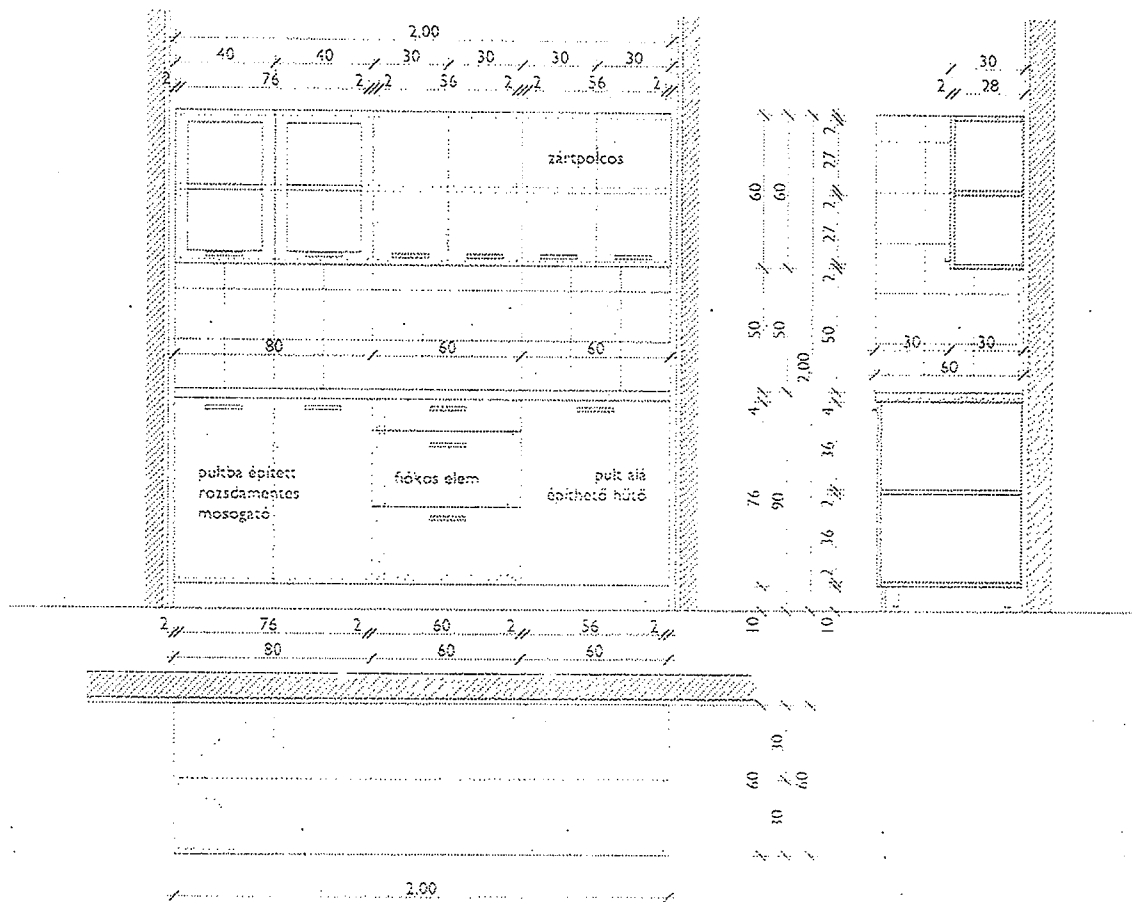 2,00
40 40 30 30 30 30
2 76 2 2 56 2 2 56 2
30
2 28
zártpolcos
60 60 2 27 2 27 2
50 50 2,00 50
80 60 60
30 30
60
4 4
76 90 36 2 36 2
10 10
pultba épített
rozsdamentes
mosogató
fiókos elem
pult alá
építhető hűtő
2 76 2 60 2 56 2
80 60 60
60 30 30 60
2,00